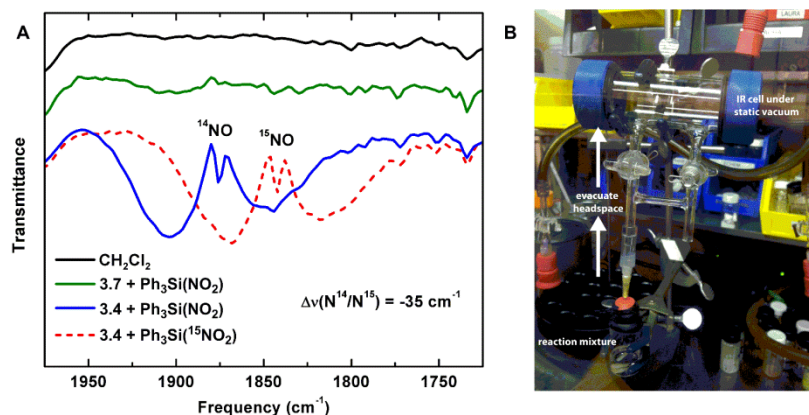 A
B
LAURA
¹⁴NO
¹⁵NO
Transmittance
CH₂Cl₂
3.7 + Ph₃Si(NO₂)
3.4 + Ph₃Si(NO₂)
3.4 + Ph₃Si(¹⁵NO₂)
Δν(N¹⁴/N¹⁵) = -35 cm⁻¹
1950
1900
1850
1800
1750
Frequency (cm⁻¹)
IR cell under
static vacuum
evacuate
headspace
reaction mixture